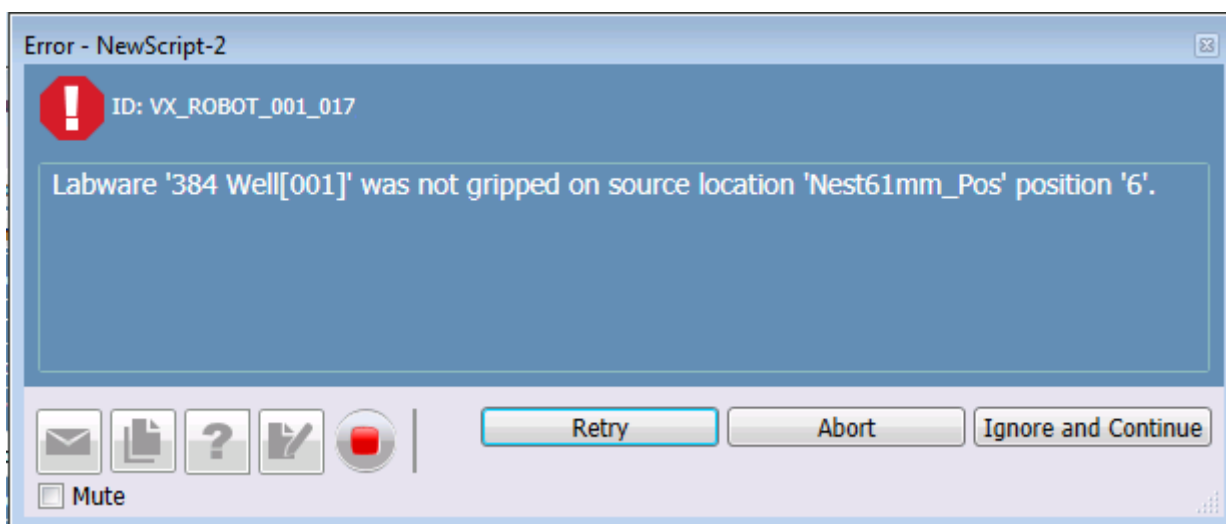 Error - NewScript-2
ID: VX_ROBOT_001_017
Labware '384 Well[001]' was not gripped on source location 'Nest61mm_Pos' position '6'.
Retry Abort Ignore and Continue
Mute